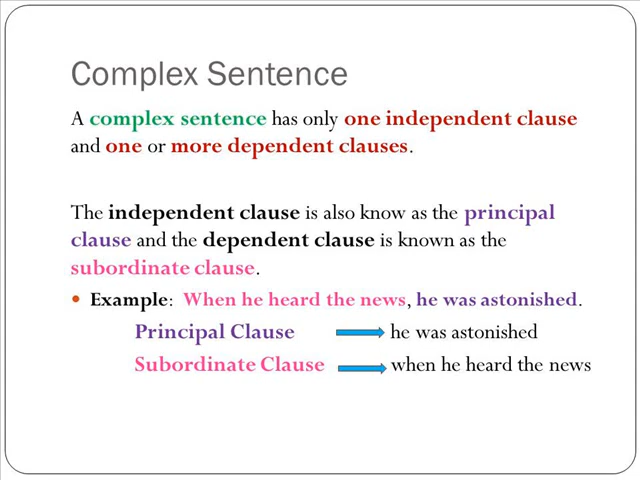 Complex Sentence
A complex sentence has only one independent clause
and one or more dependent clauses.
The independent clause is also know as the principal
clause and the dependent clause is known as the
subordinate clause.
• Example: When he heard the news, he was astonished.
Principal Clause he was astonished
Subordinate Clause when he heard the news